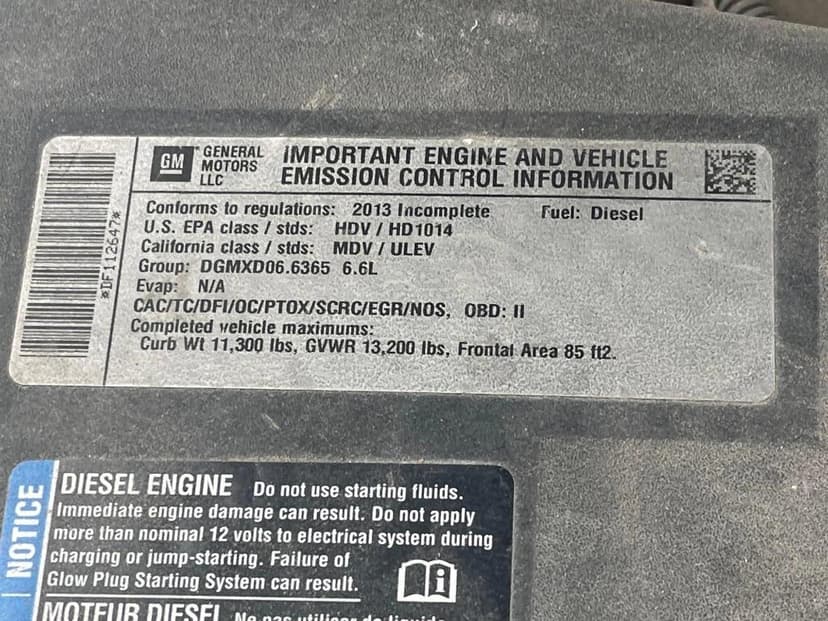 GM GENERAL MOTORS LLC
IMPORTANT ENGINE AND VEHICLE
EMISSION CONTROL INFORMATION
Conforms to regulations: 2013 Incomplete Fuel: Diesel
U.S. EPA class / stds: HDV / HD1014
California class / stds: MDV / ULEV
Group: DGMXD06.6365 6.6L
Evap: N/A
CAC/TC/DFI/OC/PTOX/SCRC/EGR/NOS, OBD: II
Completed vehicle maximums:
Curb Wt 11,300 lbs, GVWR 13,200 lbs, Frontal Area 85 ft2.
*DF112647*
NOTICE
DIESEL ENGINE Do not use starting fluids.
Immediate engine damage can result. Do not apply
more than nominal 12 volts to electrical system during
charging or jump-starting. Failure of
Glow Plug Starting System can result.
MOTEUR DIESEL Ne pas utiliser de liquide